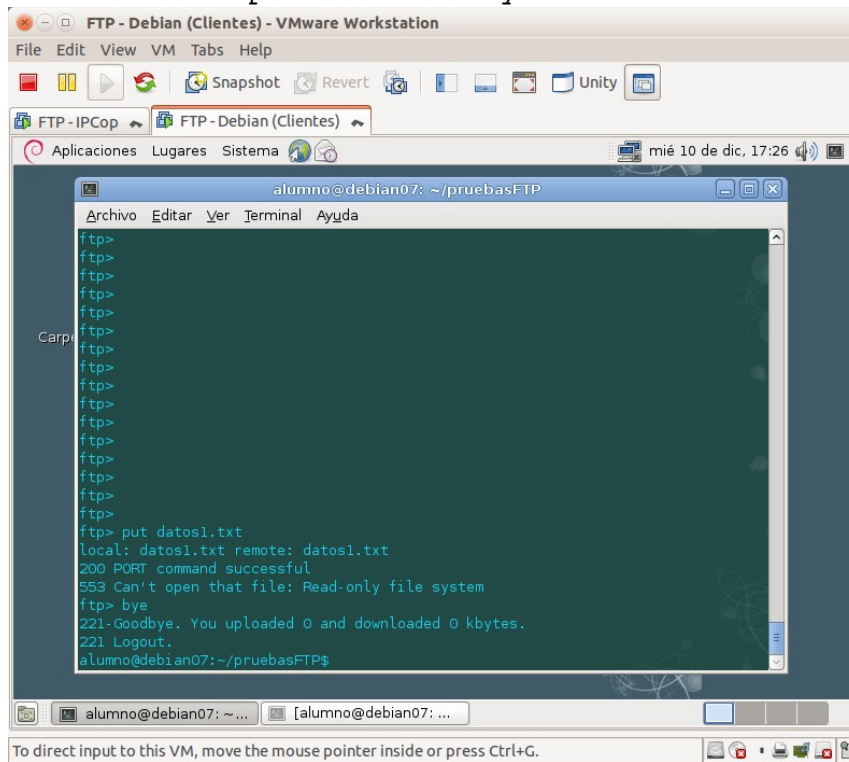 FTP - Debian (Clientes) - VMware Workstation
File Edit View VM Tabs Help
Snapshot Revert Unity
FTP - IPCop FTP - Debian (Clientes)
Aplicaciones Lugares Sistema mié 10 de dic, 17:26
alumno@debian07: ~/pruebasFTP
Archivo Editar Ver Terminal Ayuda
ftp>
ftp>
ftp>
ftp>
ftp>
Carpe
ftp>
ftp>
ftp>
ftp>
ftp>
ftp>
ftp>
ftp>
ftp>
ftp>
ftp>
ftp> put datos1.txt
local: datos1.txt remote: datos1.txt
200 PORT command successful
553 Can't open that file: Read-only file system
ftp> bye
221-Goodbye. You uploaded 0 and downloaded 0 kbytes.
221 Logout.
alumno@debian07:~/pruebasFTP$
alumno@debian07: ~... [alumno@debian07: ...
To direct input to this VM, move the mouse pointer inside or press Ctrl+G.